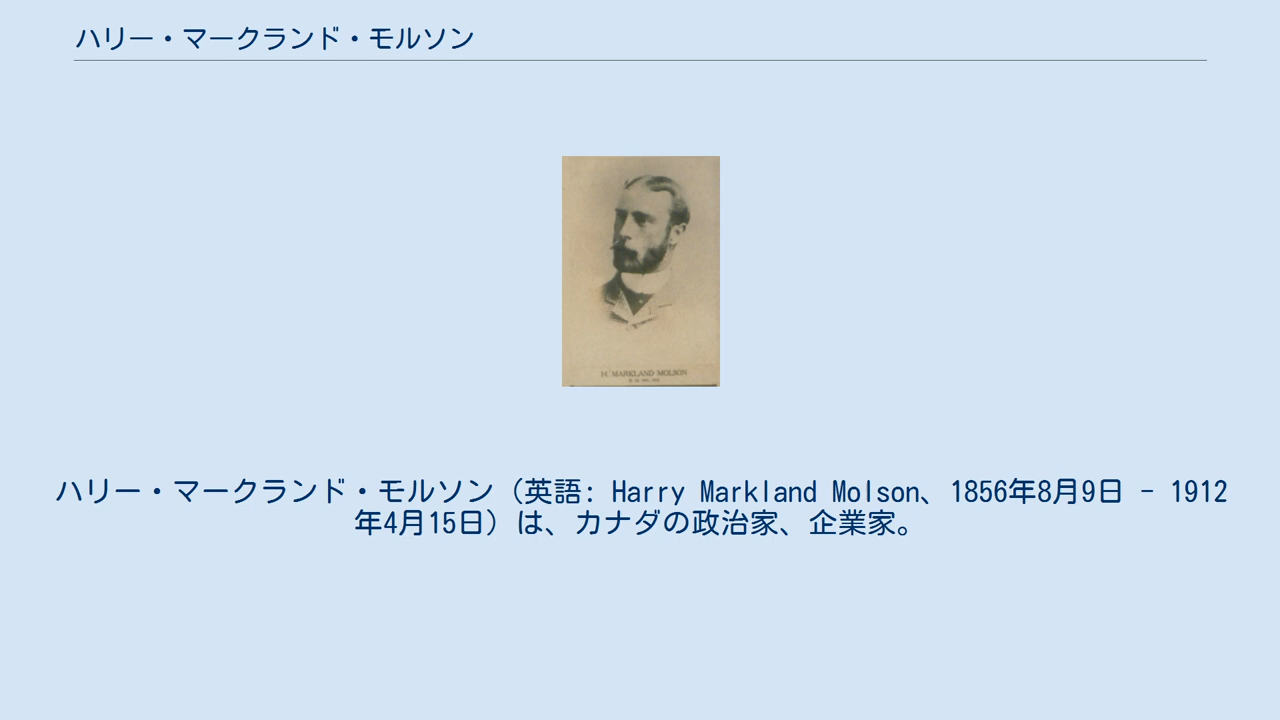 ハリー・マークランド・モルソン
H. MARKLAND MOLSON
ハリー・マークランド・モルソン（英語: Harry Markland Molson、1856年8月9日 - 1912
年4月15日）は、カナダの政治家、企業家。